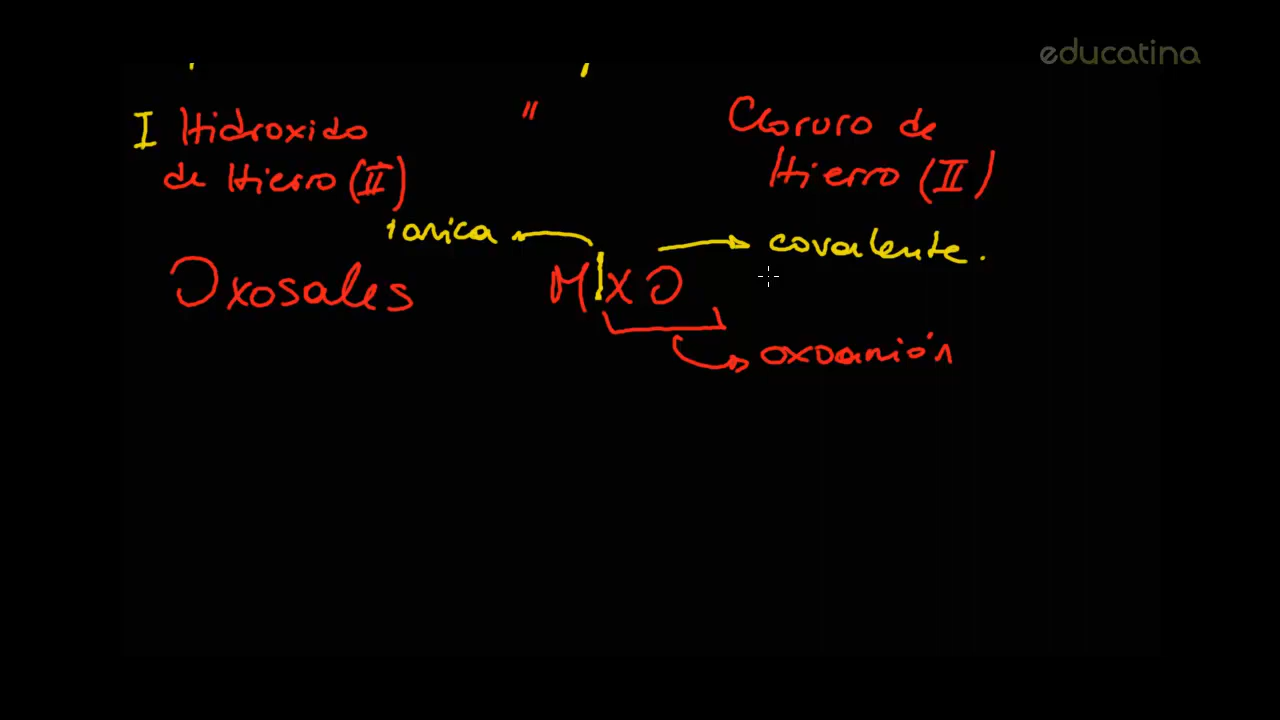 educatina
I Hidroxido " Cloruro de
de Hierro (II) Hierro (II)
ionica covalente.
Oxosales M|XO
oxoanión